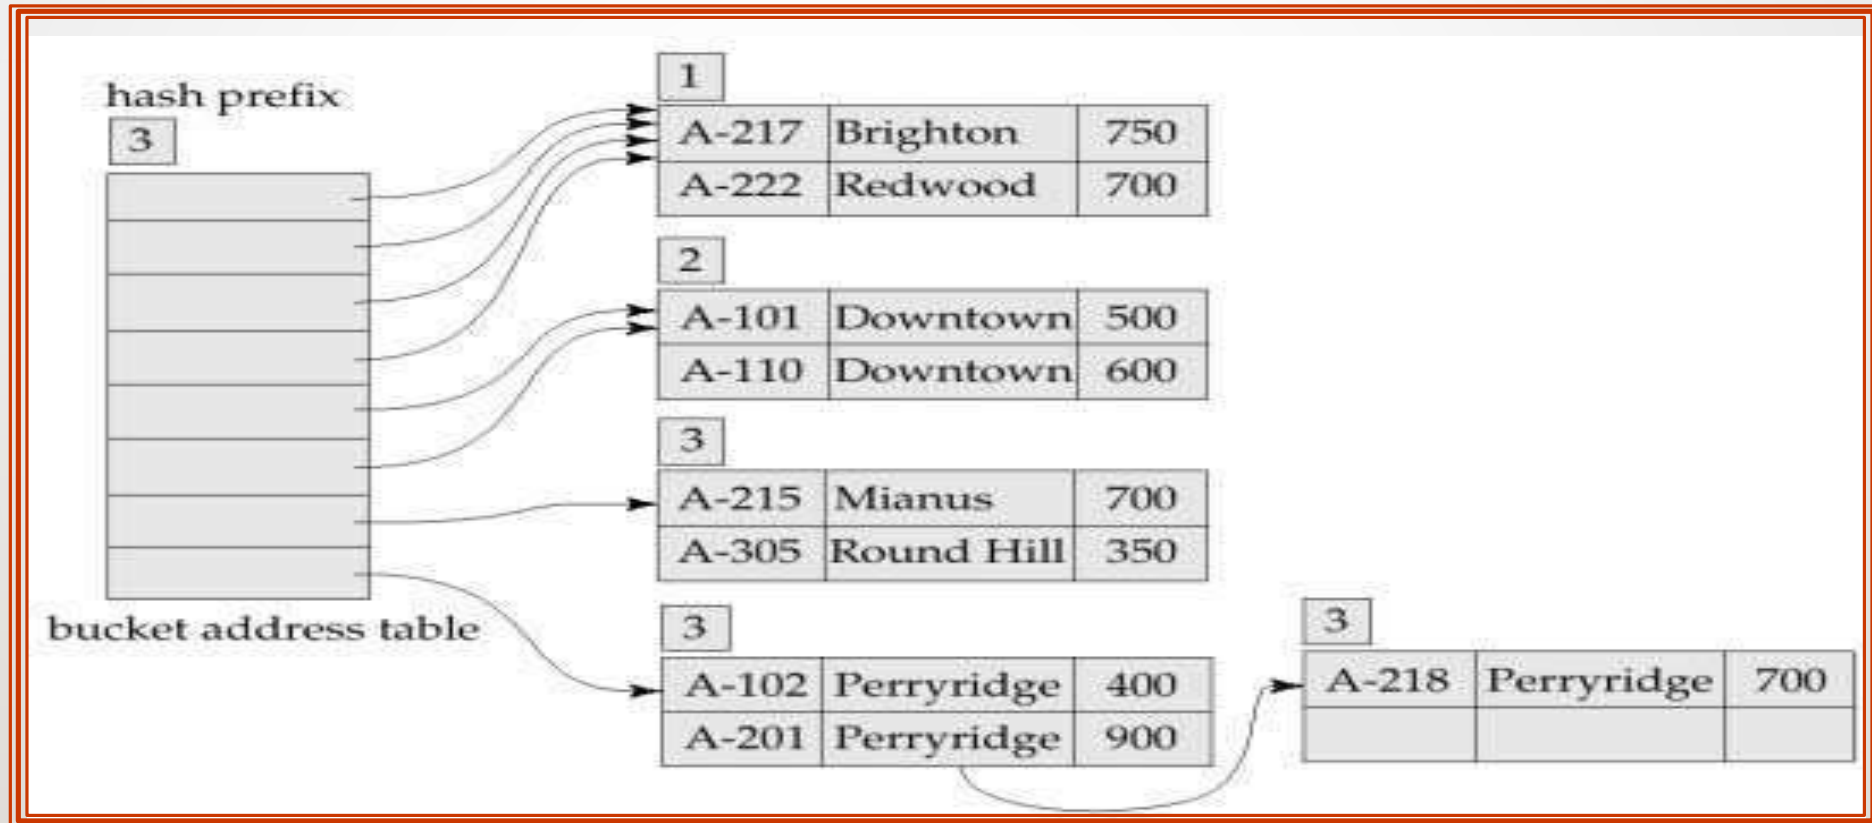 hash prefix
3
bucket address table
1
A-217 Brighton 750
A-222 Redwood 700
2
A-101 Downtown 500
A-110 Downtown 600
3
A-215 Mianus 700
A-305 Round Hill 350
3
A-102 Perryridge 400
A-201 Perryridge 900
3
A-218 Perryridge 700